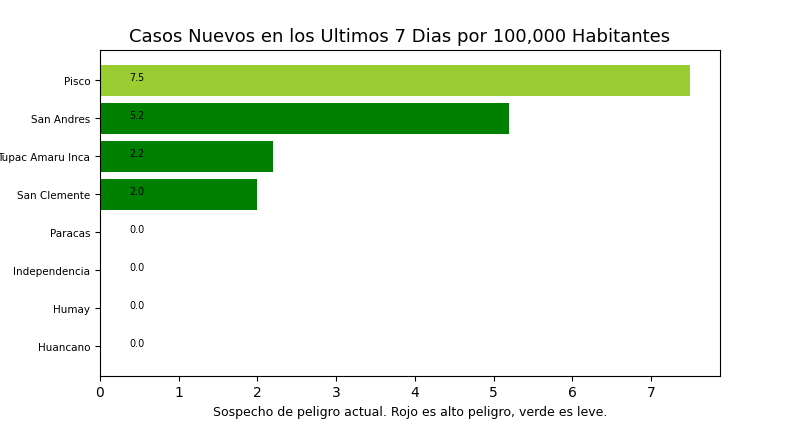 Casos Nuevos en los Ultimos 7 Dias por 100,000 Habitantes
Pisco 7.5
San Andres 5.2
Tupac Amaru Inca 2.2
San Clemente 2.0
Paracas 0.0
Independencia 0.0
Humay 0.0
Huancano 0.0
0 1 2 3 4 5 6 7
Sospecho de peligro actual. Rojo es alto peligro, verde es leve.